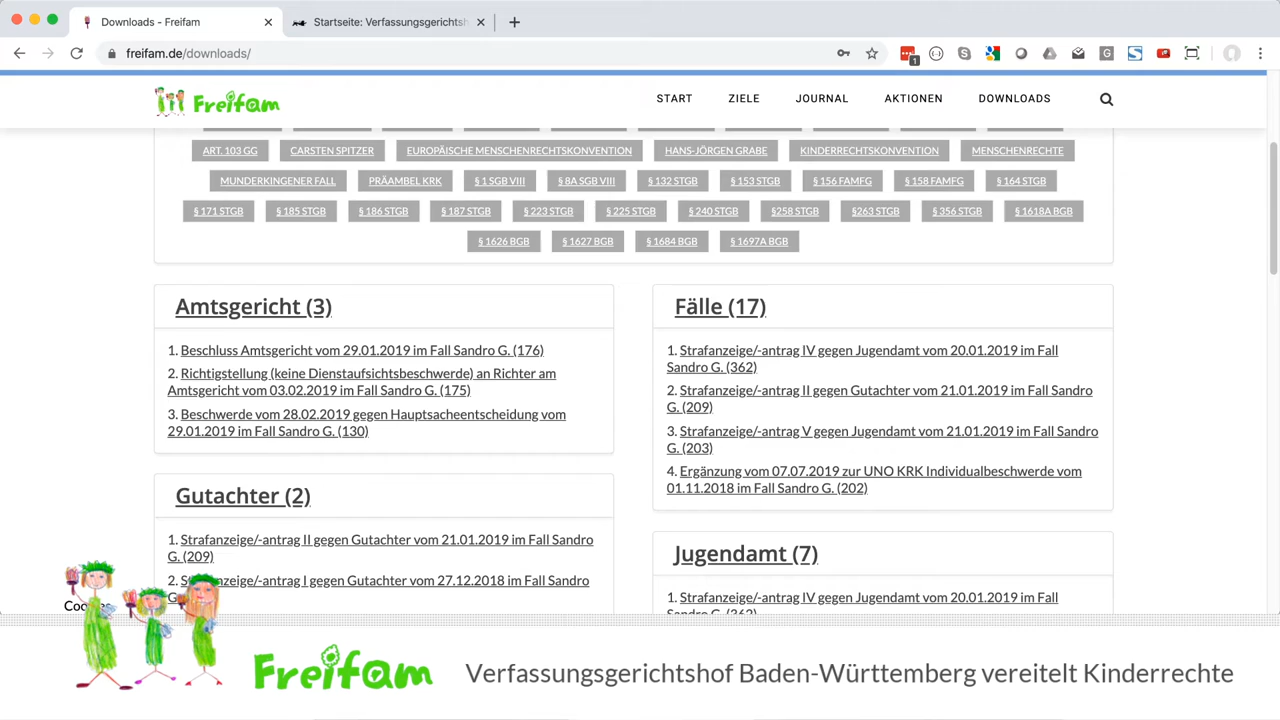 Downloads - Freifam
Startseite: Verfassungsgerichtsh
freifam.de/downloads/
1
G
S
Freifam
START
ZIELE
JOURNAL
AKTIONEN
DOWNLOADS
ART. 103 GG
CARSTEN SPITZER
EUROPÄISCHE MENSCHENRECHTSKONVENTION
HANS-JÖRGEN GRABE
KINDERRECHTSKONVENTION
MENSCHENRECHTE
MUNDERKINGENER FALL
PRÄAMBEL KRK
§ 1 SGB VIII
§ 8A SGB VIII
§ 132 STGB
§ 153 STGB
§ 156 FAMFG
§ 158 FAMFG
§ 164 STGB
§ 171 STGB
§ 185 STGB
§ 186 STGB
§ 187 STGB
§ 223 STGB
§ 225 STGB
§ 240 STGB
§258 STGB
§263 STGB
§ 356 STGB
§ 1618A BGB
§ 1626 BGB
§ 1627 BGB
§ 1684 BGB
§ 1697A BGB
Amtsgericht (3)
1. Beschluss Amtsgericht vom 29.01.2019 im Fall Sandro G. (176)
2. Richtigstellung (keine Dienstaufsichtsbeschwerde) an Richter am
Amtsgericht vom 03.02.2019 im Fall Sandro G. (175)
3. Beschwerde vom 28.02.2019 gegen Hauptsacheentscheidung vom
29.01.2019 im Fall Sandro G. (130)
Gutachter (2)
1. Strafanzeige/-antrag II gegen Gutachter vom 21.01.2019 im Fall Sandro
G. (209)
2. anzeige/-antrag I gegen Gutachter vom 27.12.2018 im Fall Sandro
Fälle (17)
1. Strafanzeige/-antrag IV gegen Jugendamt vom 20.01.2019 im Fall
Sandro G. (362)
2. Strafanzeige/-antrag II gegen Gutachter vom 21.01.2019 im Fall Sandro
G. (209)
3. Strafanzeige/-antrag V gegen Jugendamt vom 21.01.2019 im Fall Sandro
G. (203)
4. Ergänzung vom 07.07.2019 zur UNO KRK Individualbeschwerde vom
01.11.2018 im Fall Sandro G. (202)
Jugendamt (7)
1. Strafanzeige/-antrag IV gegen Jugendamt vom 20.01.2019 im Fall
Sandro G. (362)
Freifam
Verfassungsgerichtshof Baden-Württemberg vereitelt Kinderrechte